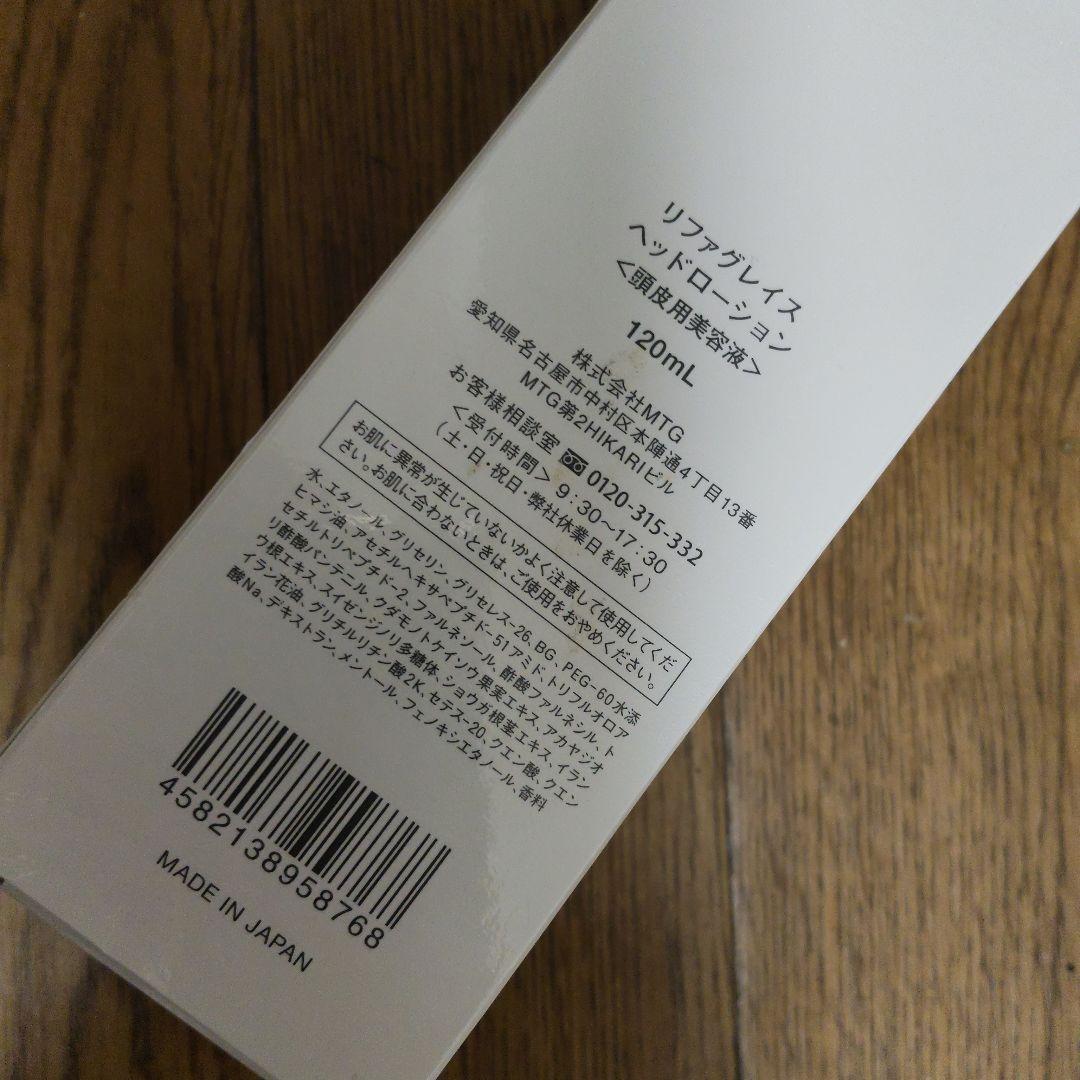 リファグレイス
ヘッドローション
<頭皮用美容液>
120mL
株式会社MTG
愛知県名古屋市中村区本陣通4丁目13番
MTG第2HIKARIビル
お客様相談室 0120-315-332
<受付時間> 9:30〜17:30
(土・日・祝日・弊社休業日を除く)
お肌に異常が生じていないかよく注意して使用してくだ
さい。お肌に合わないときは、ご使用をおやめください。
水、エタノール、グリセリン、グリセレス-26、BG、PEG-60水添
ヒマシ油、アセチルヘキサペプチド-51アミド、トリフルオロア
セチルトリペプチド-2、ファルネソール、酢酸ファルネシル、ト
リ酢酸パンテニール、クダモノトケイソウ果実エキス、アカヤジオ
ウ根エキス、スイゼンジノリ多糖体、ショウガ根茎エキス、イラン
イラン花油、グリチルリチン酸2K、セテス-20、クエン酸、クエン
酸Na、デキストラン、メントール、フェノキシエタノール、香料
4582138958768
MADE IN JAPAN